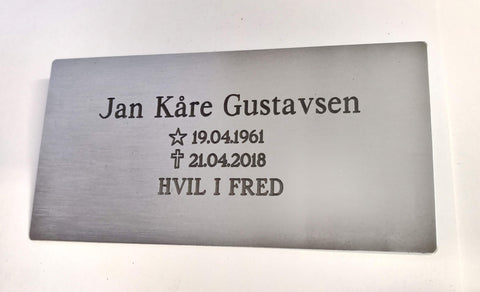 Jan Kåre Gustavsen
☆ 19.04.1961
✝ 21.04.2018
HVIL I FRED